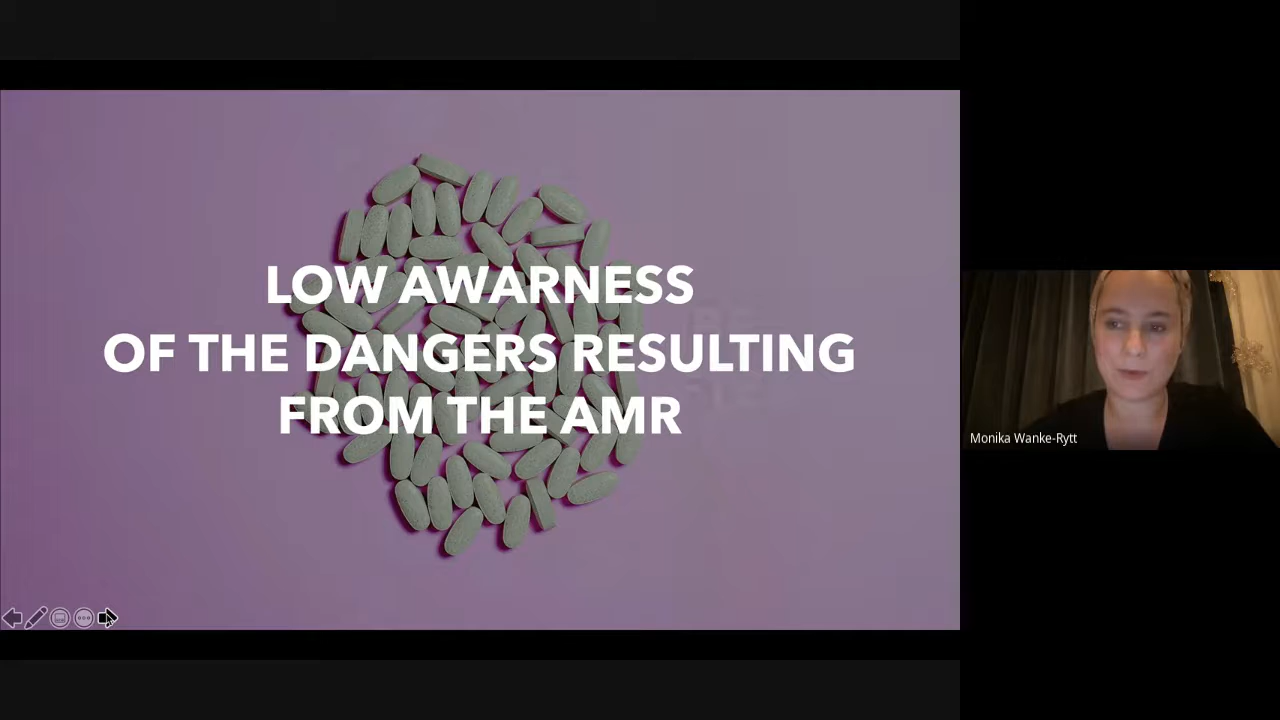 LOW AWARNESS
OF THE DANGERS RESULTING
FROM THE AMR
Monika Wanke-Rytt